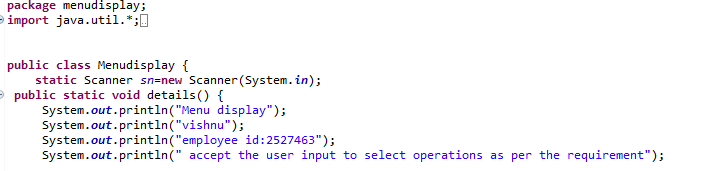 package menudisplay;
import java.util.*;
public class Menudisplay {
static Scanner sn=new Scanner(System.in);
public static void details() {
System.out.println("Menu display");
System.out.println("vishnu");
System.out.println("employee id:2527463");
System.out.println(" accept the user input to select operations as per the requirement");